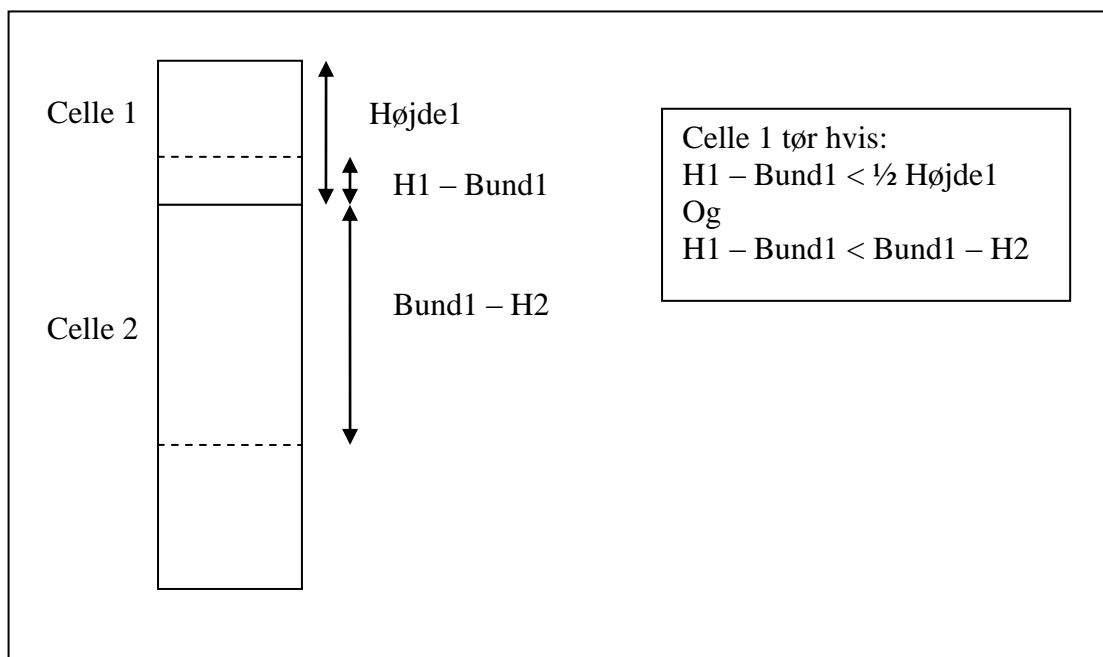 Celle 1
Højde1
H1 – Bund1
Celle 2
Bund1 – H2
Celle 1 tør hvis:
H1 – Bund1 < ½ Højde1
Og
H1 – Bund1 < Bund1 – H2